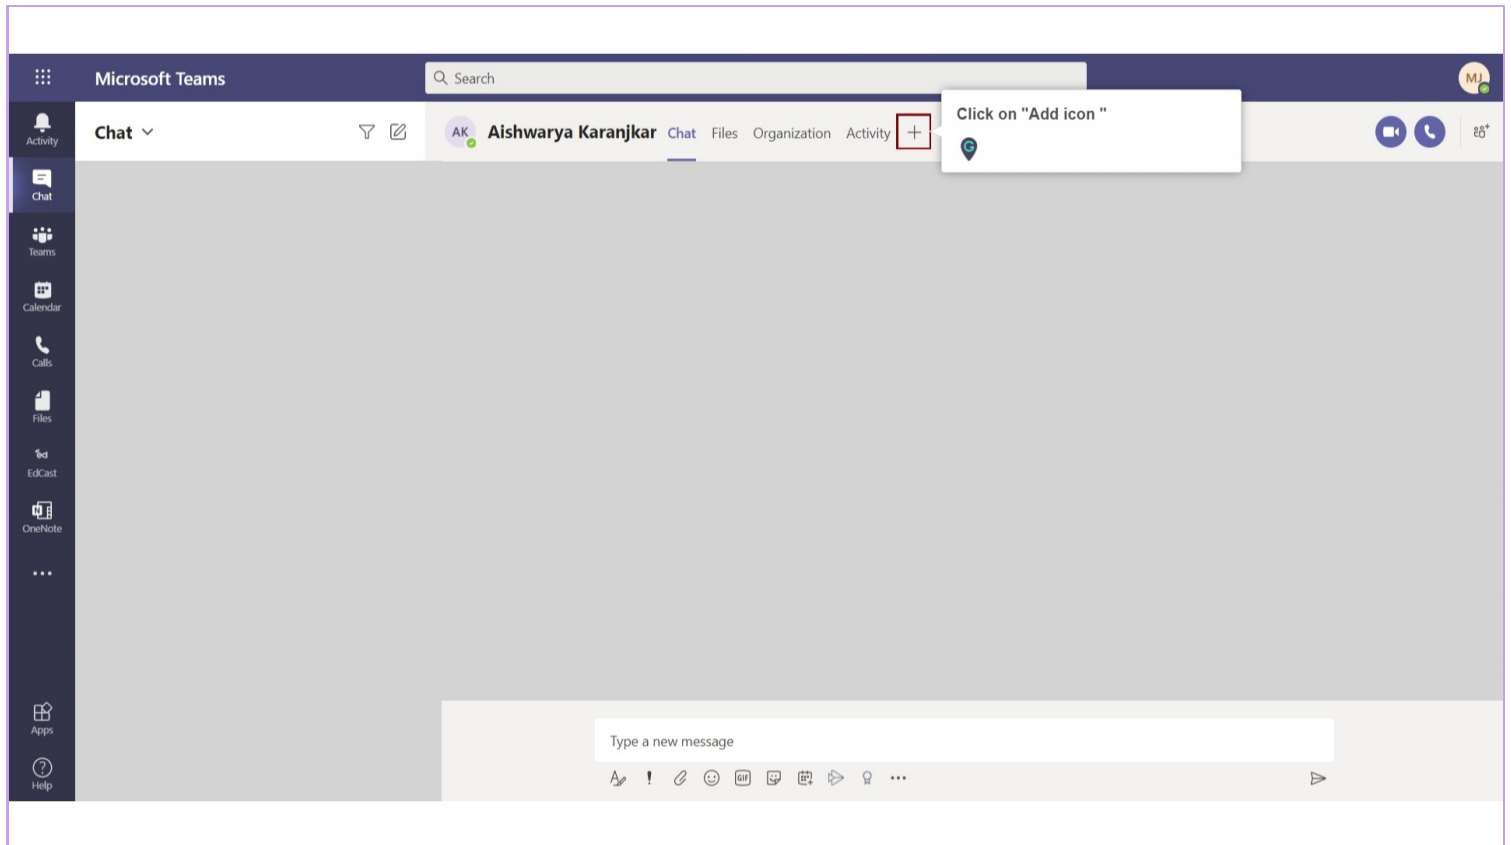 Microsoft Teams
Search
MJ
Click on "Add icon "
G
Activity
Chat
AK Aishwarya Karanjkar Chat Files Organization Activity
Chat
Teams
Calendar
Calls
Files
EdCast
OneNote
Apps
Help
Type a new message
GIF